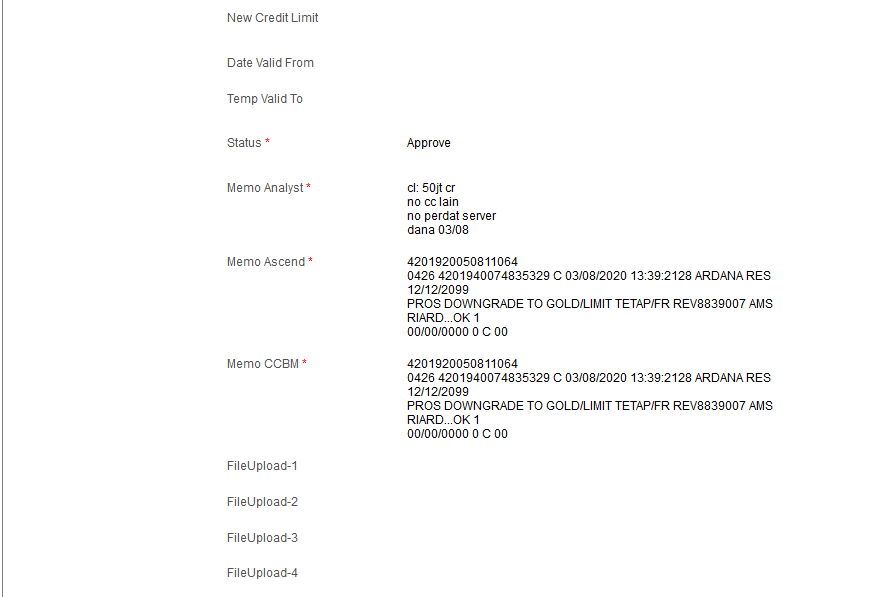 New Credit Limit
Date Valid From
Temp Valid To
Status * Approve
Memo Analyst * cl: 50jt cr
no cc lain
no perdat server
dana 03/08
Memo Ascend * 4201920050811064
0426 4201940074835329 C 03/08/2020 13:39:2128 ARDANA RES
12/12/2099
PROS DOWNGRADE TO GOLD/LIMIT TETAP/FR REV8839007 AMS
RIARD...OK 1
00/00/0000 0 C 00
Memo CCBM * 4201920050811064
0426 4201940074835329 C 03/08/2020 13:39:2128 ARDANA RES
12/12/2099
PROS DOWNGRADE TO GOLD/LIMIT TETAP/FR REV8839007 AMS
RIARD...OK 1
00/00/0000 0 C 00
FileUpload-1
FileUpload-2
FileUpload-3
FileUpload-4